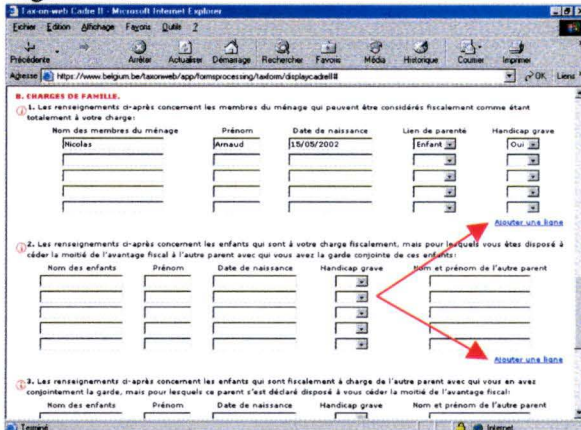 Tax-on-web Cadre II - Microsoft Internet Explorer
Fichier Edition Affichage Favoris Outils ?
Précédente Arrêter Actualiser Démarrage Rechercher Favoris Média Historique Courrier Imprimer
Adresse https://www.belgium.be/taxonweb/app/formsprocessing/taxform/displaycadreII# OK Liens
B. CHARGES DE FAMILLE.
1. Les renseignements ci-après concernent les membres du ménage qui peuvent être considérés fiscalement comme étant
totalement à votre charge:
Nom des membres du ménage Prénom Date de naissance Lien de parenté Handicap grave
Nicolas Arnaud 15/05/2002 Enfant Oui
Ajouter une ligne
2. Les renseignements ci-après concernent les enfants qui sont à votre charge fiscalement, mais pour lesquels vous êtes disposé à
céder la moitié de l'avantage fiscal à l'autre parent avec qui vous avez la garde conjointe de ces enfants:
Nom des enfants Prénom Date de naissance Handicap grave Nom et prénom de l'autre parent
Ajouter une ligne
3. Les renseignements ci-après concernent les enfants qui sont fiscalement à charge de l'autre parent avec qui vous en avez
conjointement la garde, mais pour lesquels ce parent s'est déclaré disposé à vous céder la moitié de l'avantage fiscal:
Nom des enfants Prénom Date de naissance Handicap grave Nom et prénom de l'autre parent
Terminé Internet